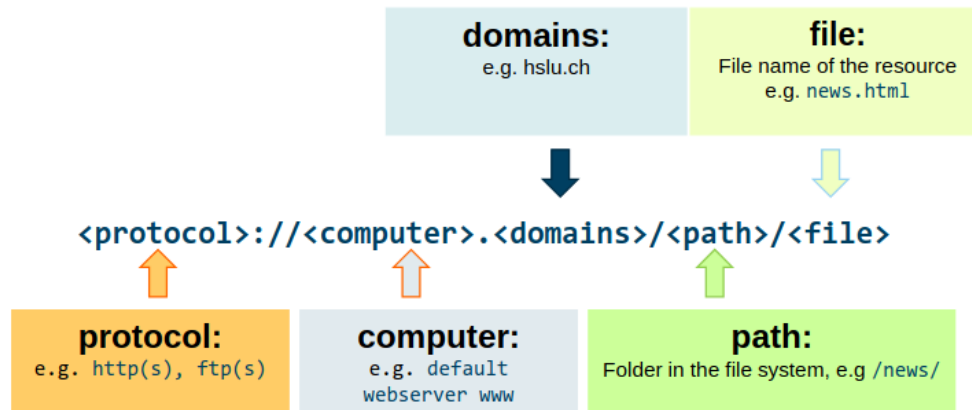 domains:
e.g. hslu.ch
file:
File name of the resource
e.g. news.html
<protocol>://<computer>.<domains>/<path>/<file>
protocol:
e.g. http(s), ftp(s)
computer:
e.g. default
webserver www
path:
Folder in the file system, e.g /news/